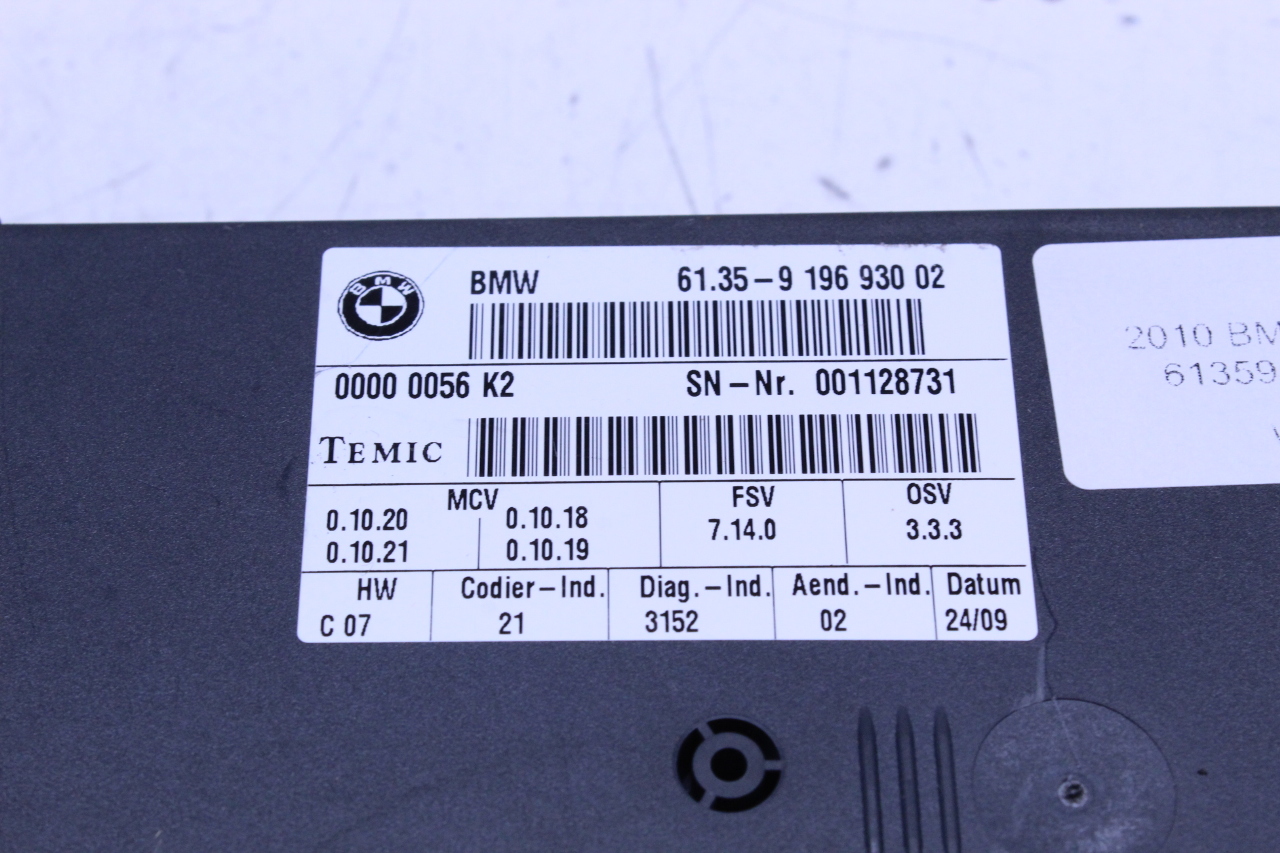 BMW
BMW 61.35-9 196 930 02
0000 0056 K2 SN-Nr. 001128731
TEMIC
MCV FSV OSV
0.10.20 0.10.18 7.14.0 3.3.3
0.10.21 0.10.19
HW Codier-Ind. Diag.-Ind. Aend.-Ind. Datum
C 07 21 3152 02 24/09
2010
61359